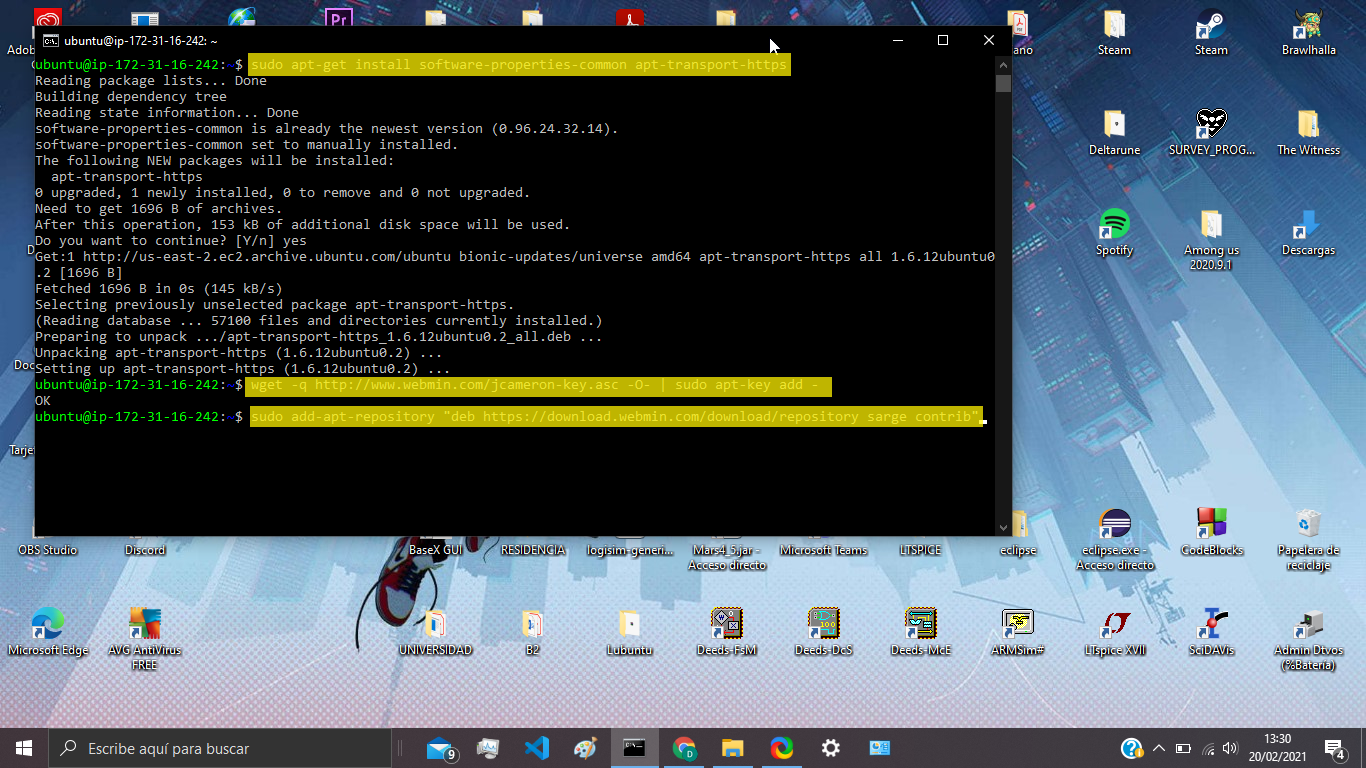 ubuntu@ip-172-31-16-242: ~
ubuntu@ip-172-31-16-242:~$ sudo apt-get install software-properties-common apt-transport-https
Reading package lists... Done
Building dependency tree
Reading state information... Done
software-properties-common is already the newest version (0.96.24.32.14).
software-properties-common set to manually installed.
The following NEW packages will be installed:
  apt-transport-https
0 upgraded, 1 newly installed, 0 to remove and 0 not upgraded.
Need to get 1696 B of archives.
After this operation, 153 kB of additional disk space will be used.
Do you want to continue? [Y/n] yes
Get:1 http://us-east-2.ec2.archive.ubuntu.com/ubuntu bionic-updates/universe amd64 apt-transport-https all 1.6.12ubuntu0
.2 [1696 B]
Fetched 1696 B in 0s (145 kB/s)
Selecting previously unselected package apt-transport-https.
(Reading database ... 57100 files and directories currently installed.)
Preparing to unpack .../apt-transport-https_1.6.12ubuntu0.2_all.deb ...
Unpacking apt-transport-https (1.6.12ubuntu0.2) ...
Setting up apt-transport-https (1.6.12ubuntu0.2) ...
ubuntu@ip-172-31-16-242:~$ wget -q http://www.webmin.com/jcameron-key.asc -O- | sudo apt-key add -
OK
ubuntu@ip-172-31-16-242:~$ sudo add-apt-repository "deb https://download.webmin.com/download/repository sarge contrib"
Pr
Steam
Steam
Brawlhalla
Deltarune
SURVEY_PROG...
The Witness
Spotify
Among us
2020.9.1
Descargas
OBS Studio
Discord
BaseX GUI
RESIDENCIA
logisim-generi...
Mars4_5.jar -
Acceso directo
Microsoft Teams
LTSPICE
eclipse
eclipse.exe -
Acceso directo
CodeBlocks
Papelera de
reciclaje
Microsoft Edge
AVG AntiVirus
FREE
UNIVERSIDAD
B2
Lubuntu
Deeds-FsM
Deeds-DcS
Deeds-McE
ARMSim#
LTspice XVII
SciDAVis
Admin Dtvos
(%Bateria)
Escribe aquí para buscar
9
13:30
20/02/2021
4